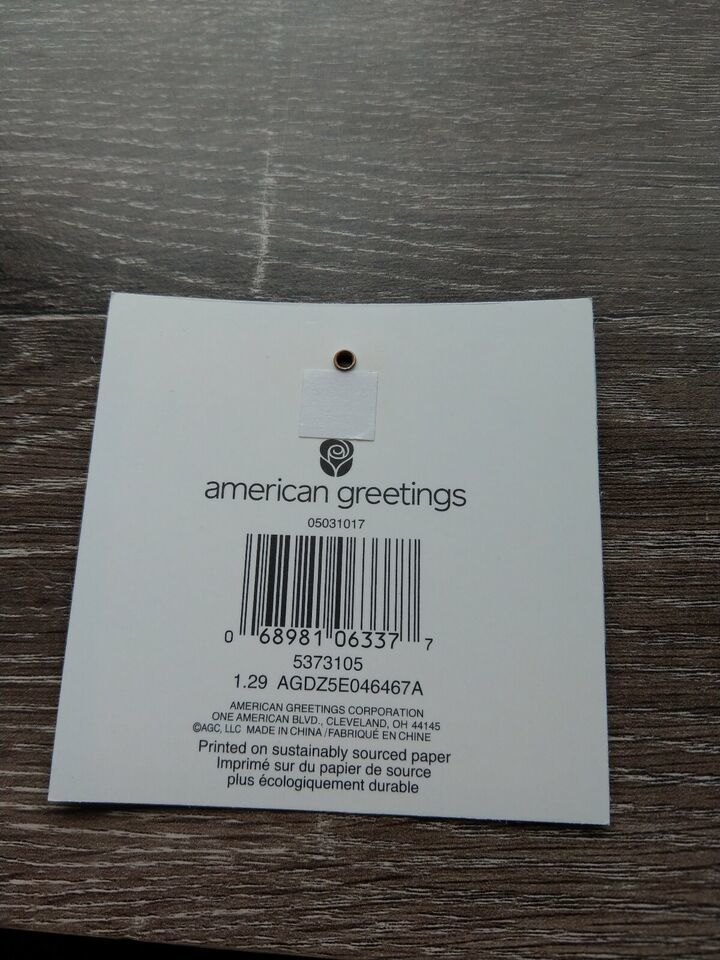 american greetings
05031017
0 68981 06337 7
5373105
1.29 AGDZ5E046467A
AMERICAN GREETINGS CORPORATION
ONE AMERICAN BLVD., CLEVELAND, OH 44145
©AGC, LLC MADE IN CHINA / FABRIQUÉ EN CHINE
Printed on sustainably sourced paper
Imprimé sur du papier de source
plus écologiquement durable